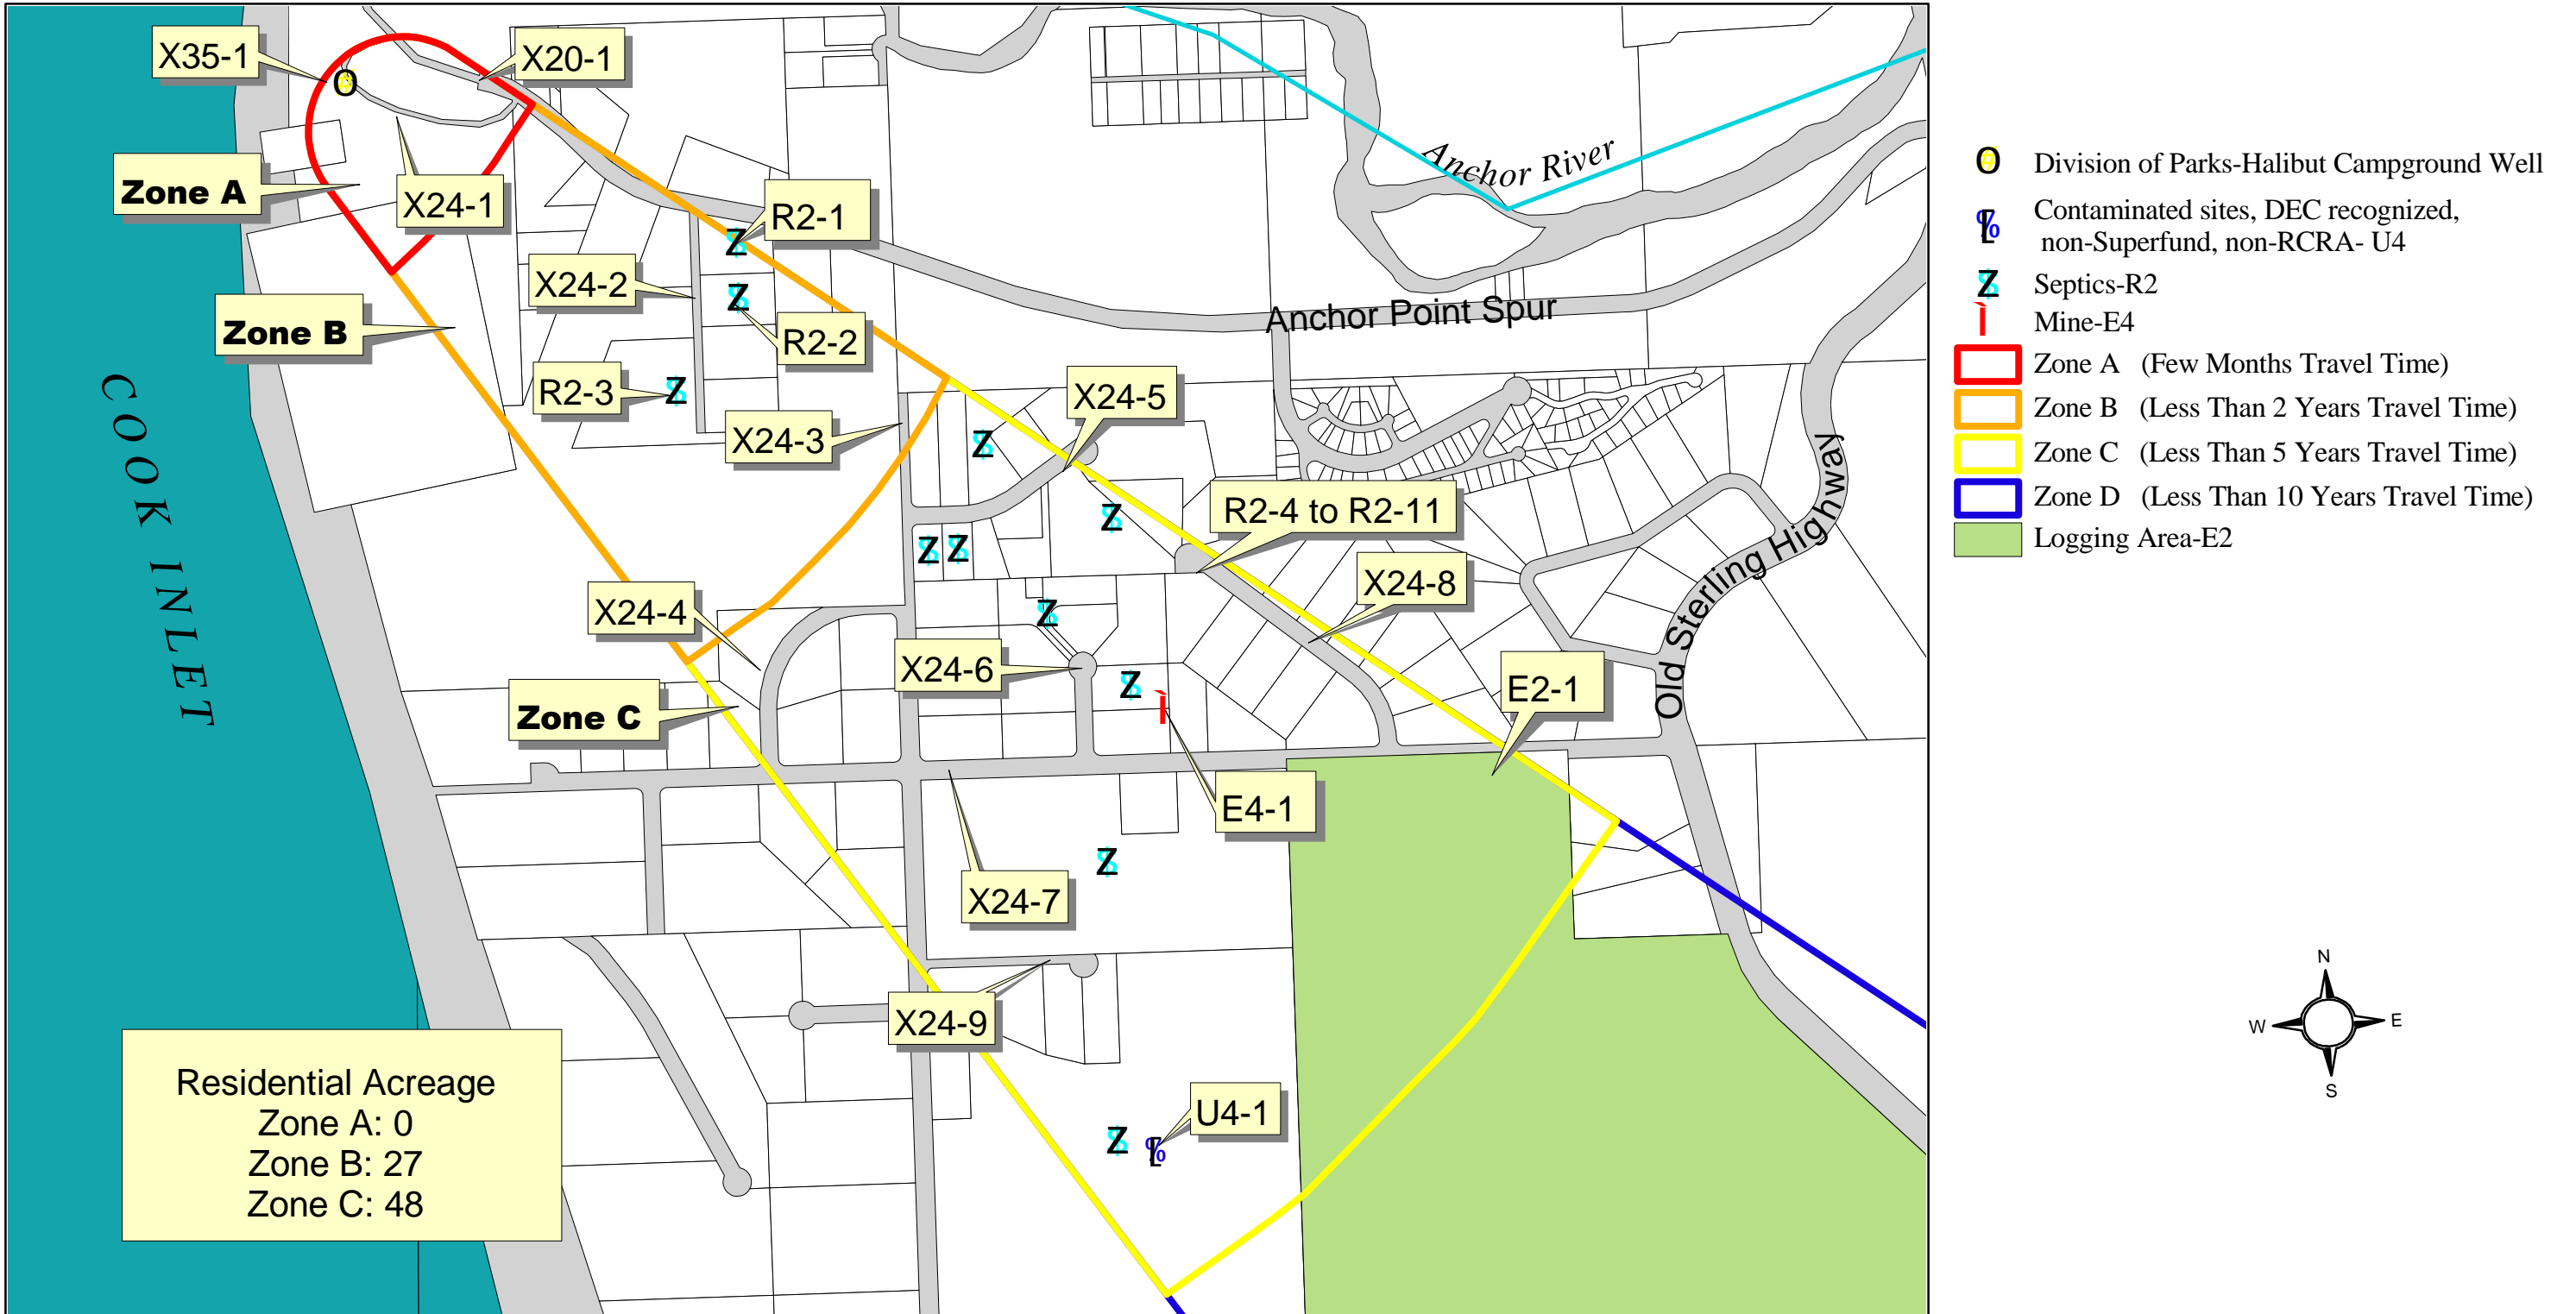 X35-1
X20-1
Zone A
X24-1
R2-1
X24-2
Zone B
R2-2
R2-3
X24-3
X24-5
Anchor River
Anchor Point Spur
COOK INLET
R2-4 to R2-11
X24-8
X24-4
X24-6
Zone C
E2-1
Old Sterling Highway
E4-1
X24-7
X24-9
U4-1
Residential Acreage
Zone A: 0
Zone B: 27
Zone C: 48
Division of Parks-Halibut Campground Well
Contaminated sites, DEC recognized,
non-Superfund, non-RCRA- U4
Septics-R2
Mine-E4
Zone A (Few Months Travel Time)
Zone B (Less Than 2 Years Travel Time)
Zone C (Less Than 5 Years Travel Time)
Zone D (Less Than 10 Years Travel Time)
Logging Area-E2
N
W E
S